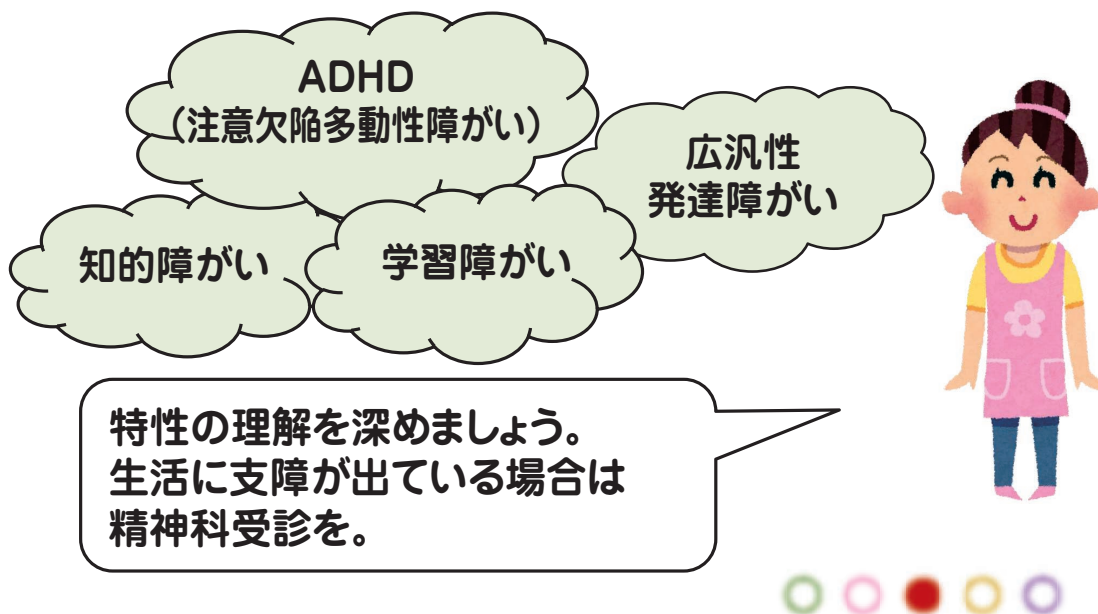 ADHD
（注意欠陥多動性障がい）
広汎性
発達障がい
知的障がい
学習障がい
特性の理解を深めましょう。
生活に支障が出ている場合は
精神科受診を。